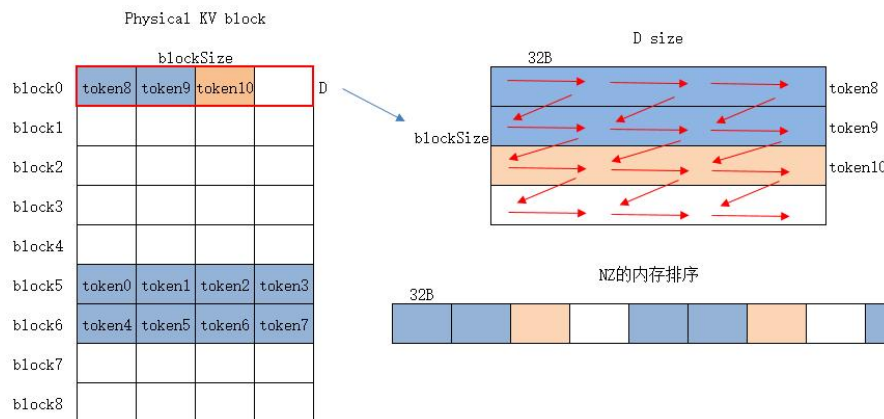 Physical KV block
blockSize
block0 token8 token9 token10 D
block1
block2
block3
block4
block5 token0 token1 token2 token3
block6 token4 token5 token6 token7
block7
block8
D size
32B
token8
token9
blockSize
token10
NZ的内存排序
32B